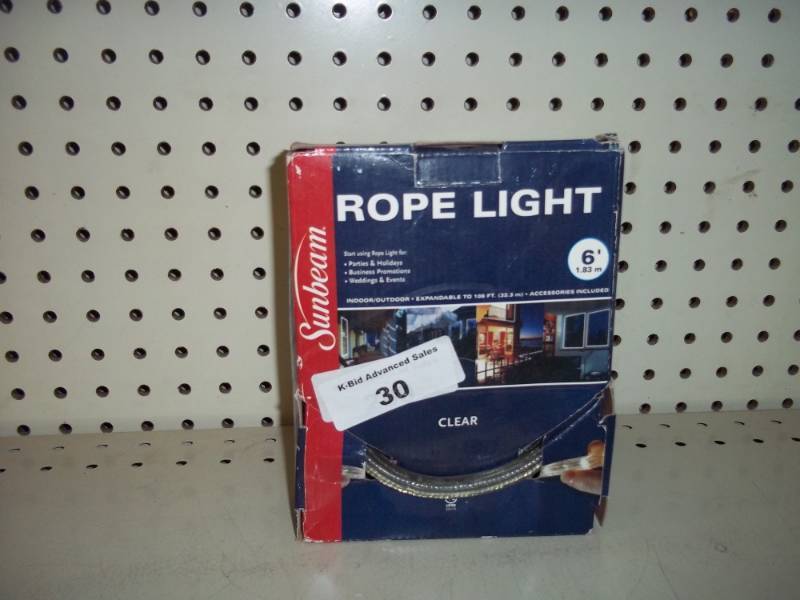 ROPE LIGHT
Sunbeam
Start using Rope Light for:
• Parties & Holidays
• Business Promotions
• Weddings & Events
6'
1.83 m
INDOOR/OUTDOOR • EXPANDABLE TO 108 FT. (32.9 m) • ACCESSORIES INCLUDED
K-Bid Advanced Sales
30
CLEAR